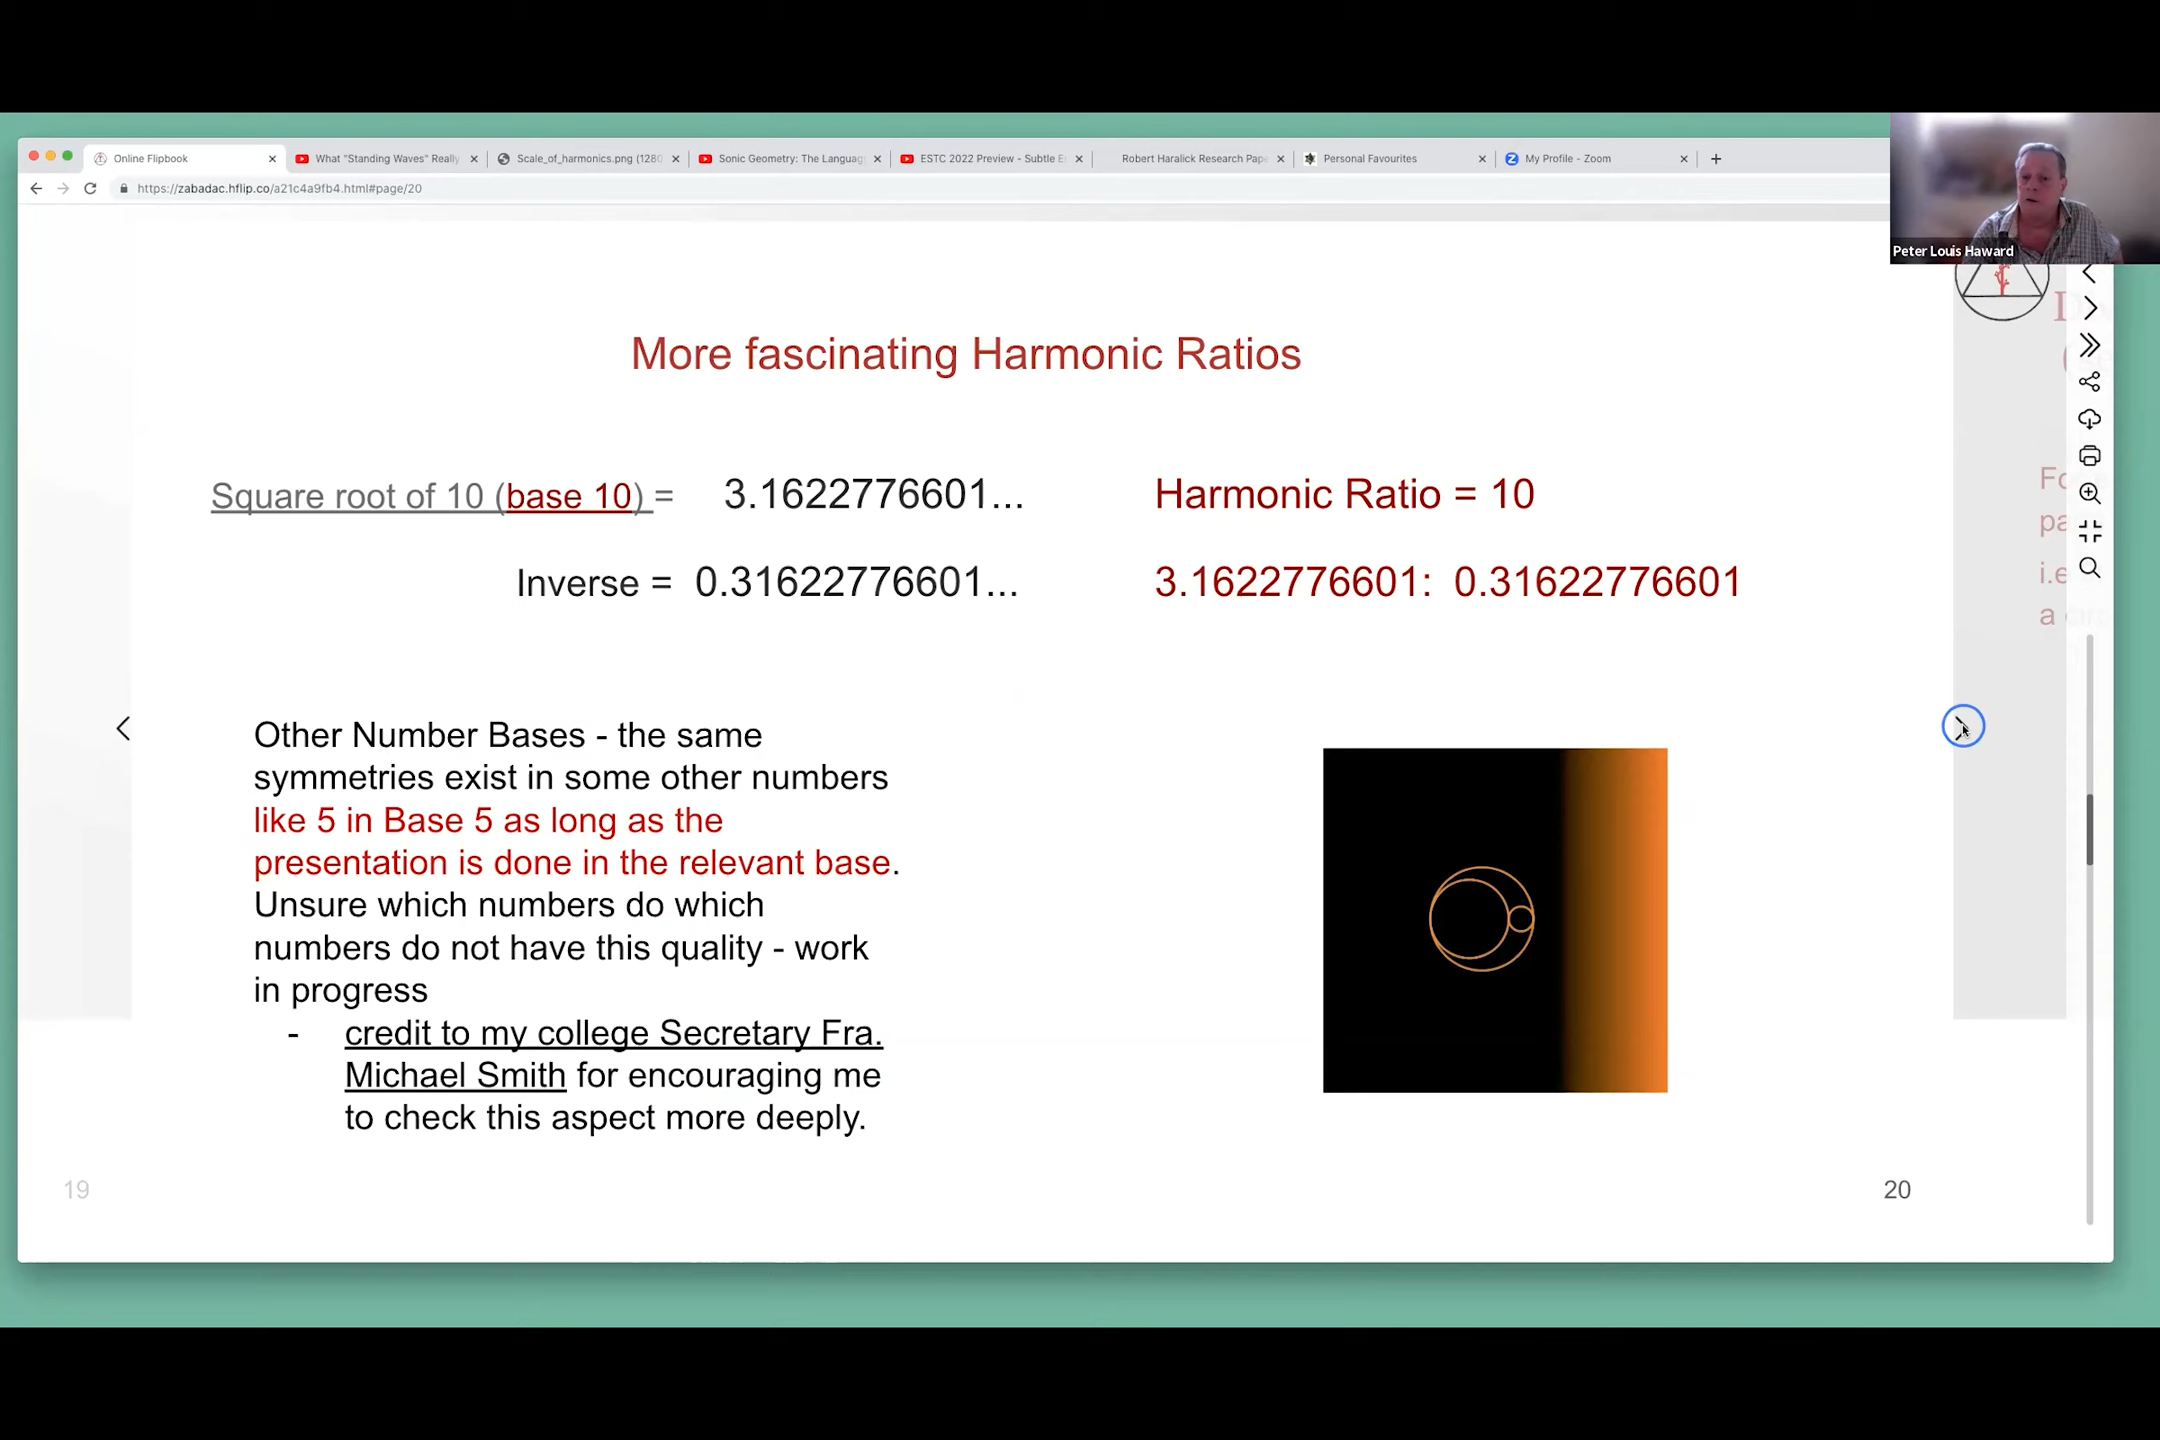 Online Flipbook
What "Standing Waves" Really
Scale_of_harmonics.png (1280
Sonic Geometry: The Languag
ESTC 2022 Preview - Subtle E
Robert Haralick Research Pape
Personal Favourites
My Profile - Zoom
https://zabadac.hflip.co/a21c4a9fb4.html#page/20
Peter Louis Haward
More fascinating Harmonic Ratios
Square root of 10 (base 10) = 3.1622776601... Harmonic Ratio = 10
Inverse = 0.31622776601... 3.1622776601: 0.31622776601
Other Number Bases - the same
symmetries exist in some other numbers
like 5 in Base 5 as long as the
presentation is done in the relevant base.
Unsure which numbers do which
numbers do not have this quality - work
in progress
- credit to my college Secretary Fra.
Michael Smith for encouraging me
to check this aspect more deeply.
i.e
a
19
20